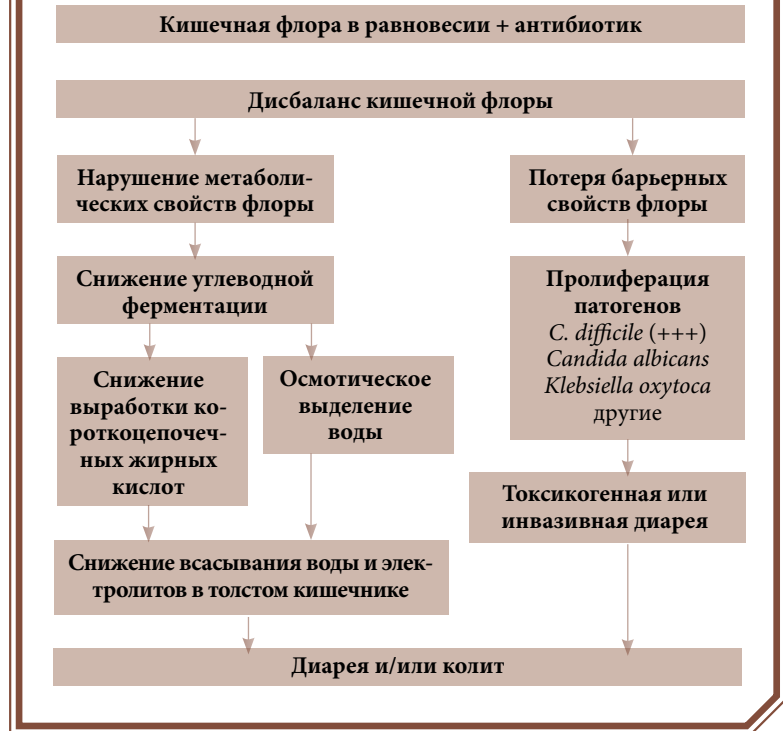 Кишечная флора в равновесии + антибиотик
Дисбаланс кишечной флоры
Нарушение метаболи-
ческих свойств флоры
Потеря барьерных
свойств флоры
Снижение углеводной
ферментации
Пролиферация
патогенов
C. difficile (+++)
Candida albicans
Klebsiella oxytoca
другие
Снижение
выработки ко-
роткоцепочеч-
ных жирных
кислот
Осмотическое
выделение
воды
Токсикогенная или
инвазивная диарея
Снижение всасывания воды и элек-
тролитов в толстом кишечнике
Диарея и/или колит